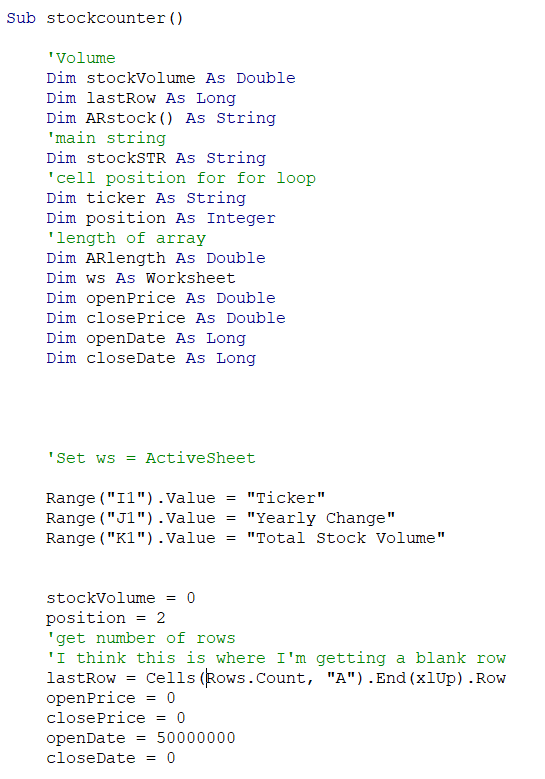 Sub stockcounter()
'Volume
Dim stockVolume As Double
Dim lastRow As Long
Dim ARstock() As String
'main string
Dim stockSTR As String
'cell position for for loop
Dim ticker As String
Dim position As Integer
'length of array
Dim ARlength As Double
Dim ws As Worksheet
Dim openPrice As Double
Dim closePrice As Double
Dim openDate As Long
Dim closeDate As Long
'Set ws = ActiveSheet
Range("I1").Value = "Ticker"
Range("J1").Value = "Yearly Change"
Range("K1").Value = "Total Stock Volume"
stockVolume = 0
position = 2
'get number of rows
'I think this is where I'm getting a blank row
lastRow = Cells(Rows.Count, "A").End(xlUp).Row
openPrice = 0
closePrice = 0
openDate = 50000000
closeDate = 0